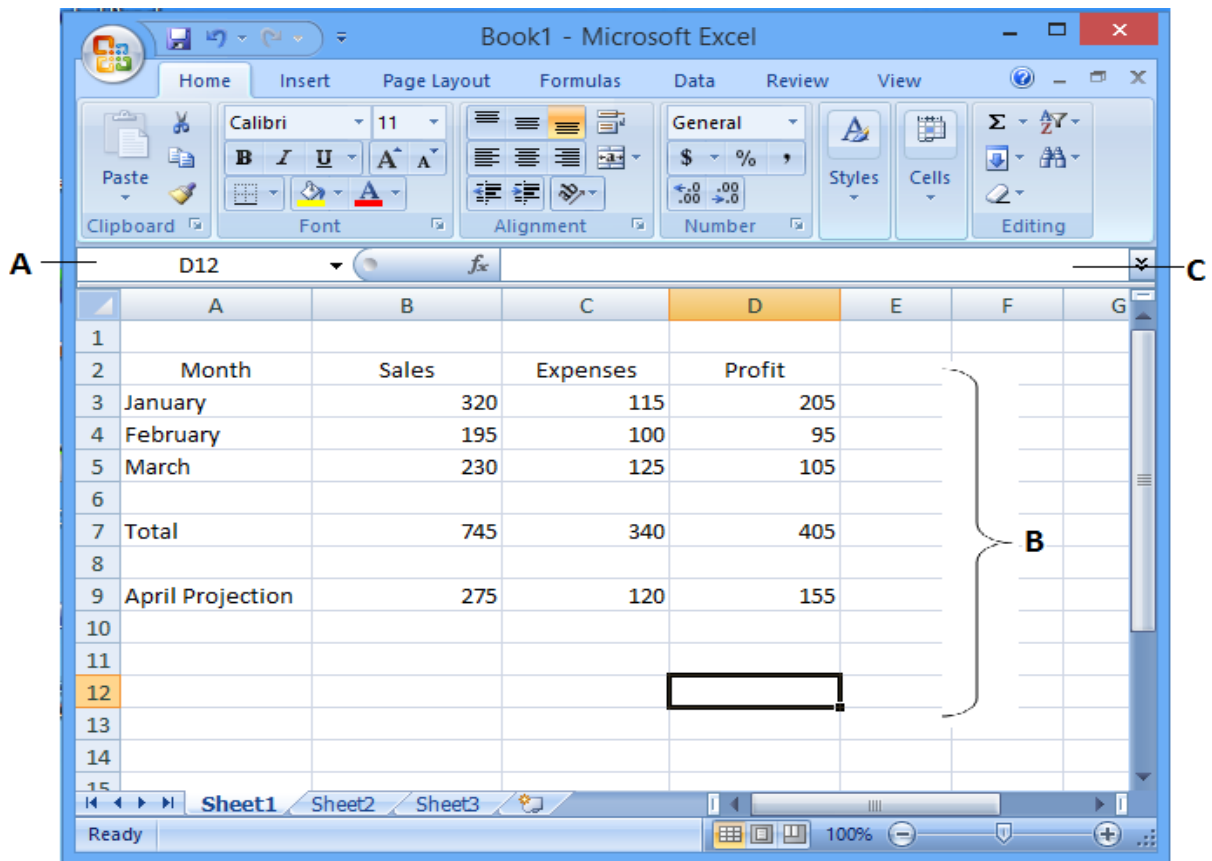 Book1 - Microsoft Excel
Home Insert Page Layout Formulas Data Review View
Calibri 11 General
B I U A A $ % , Σ
Paste A .00 .00 Styles Cells
Clipboard Font Alignment Number Editing
A D12 fx C
A B C D E F G
1
2 Month Sales Expenses Profit
3 January 320 115 205
4 February 195 100 95
5 March 230 125 105
6
7 Total 745 340 405
B
8
9 April Projection 275 120 155
10
11
12
13
14
15
Sheet1 Sheet2 Sheet3
Ready 100%